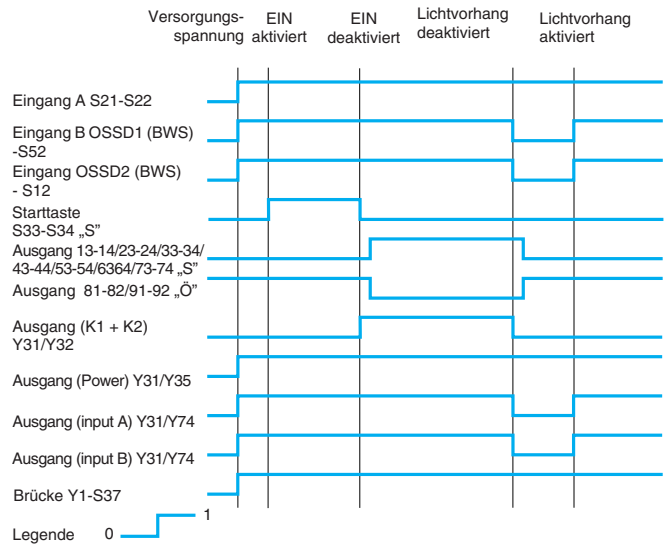 Versorgungs-
spannung
EIN
aktiviert
EIN
deaktiviert
Lichtvorhang
deaktiviert
Lichtvorhang
aktiviert
Eingang A S21-S22
Eingang B OSSD1 (BWS)
-S52
Eingang OSSD2 (BWS)
- S12
Starttaste
S33-S34 „S”
Ausgang 13-14/23-24/33-34/
43-44/53-54/6364/73-74 „S”
Ausgang 81-82/91-92 „Ö”
Ausgang (K1 + K2)
Y31/Y32
Ausgang (Power) Y31/Y35
Ausgang (input A) Y31/Y74
Ausgang (input B) Y31/Y74
Brücke Y1-S37
Legende 0 1